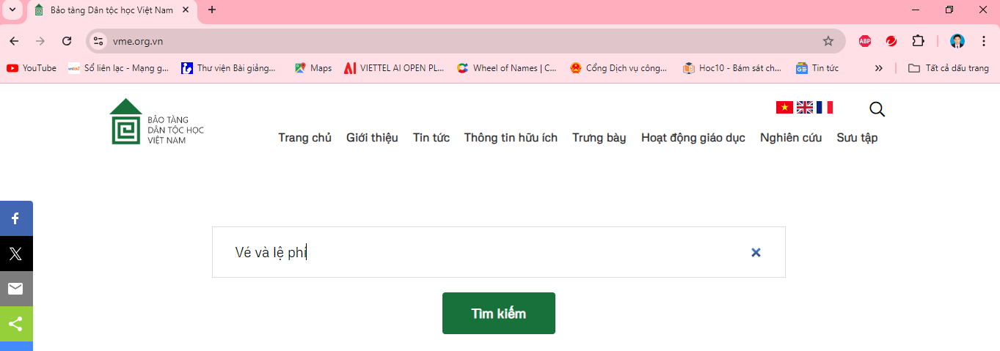 Bảo tàng Dân tộc học Việt Nam
vme.org.vn
ABP
YouTube
Sổ liên lạc - Mạng g...
Thư viện Bài giảng...
Maps
VIETTEL AI OPEN PL...
Wheel of Names | C...
Cổng Dịch vụ công...
Hoc10 - Bám sát ch...
Tin tức
Tất cả dấu trang
BẢO TÀNG
DÂN TỘC HỌC
VIỆT NAM
Trang chủ
Giới thiệu
Tin tức
Thông tin hữu ích
Trưng bày
Hoạt động giáo dục
Nghiên cứu
Sưu tập
Vé và lệ phí
Tìm kiếm